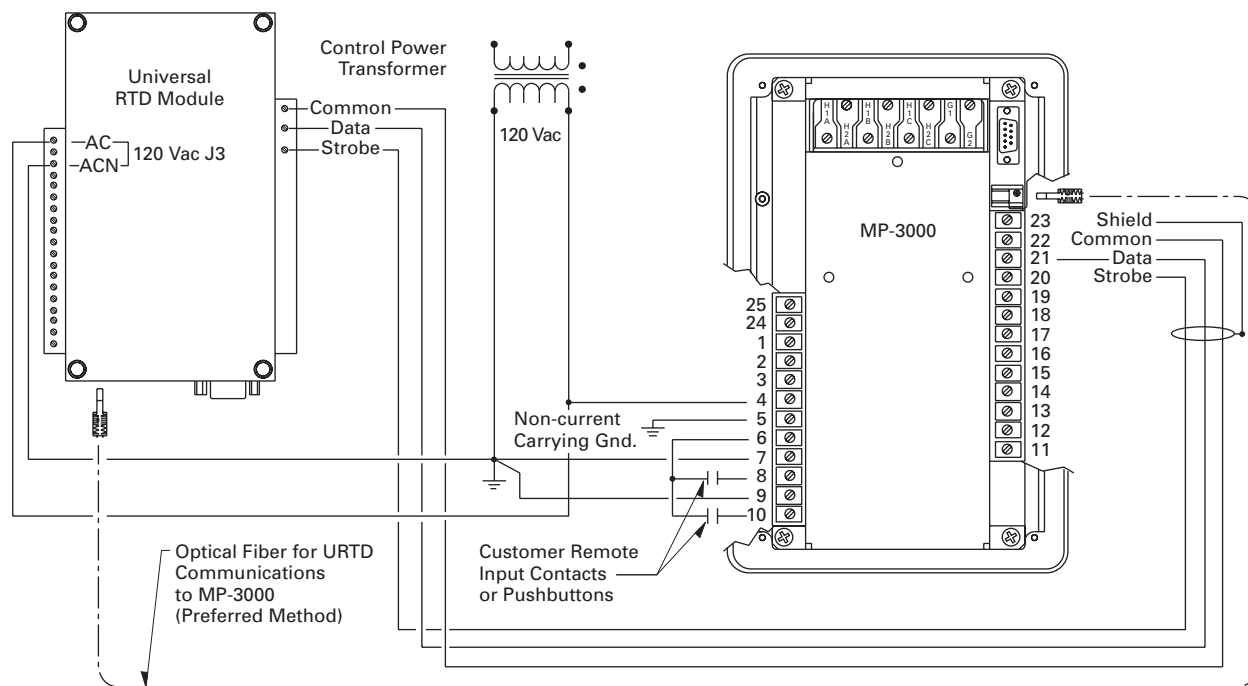 Universal
RTD Module
AC
ACN
120 Vac J3
Common
Data
Strobe
Control Power
Transformer
120 Vac
H1A
H2A
H1B
H2B
H1C
H2C
G1
G2
MP-3000
25
24
1
2
3
4
5
6
7
8
9
10
23
22
21
20
19
18
17
16
15
14
13
12
11
Shield
Common
Data
Strobe
Non-current
Carrying Gnd.
Customer Remote
Input Contacts
or Pushbuttons
Optical Fiber for URTD
Communications
to MP-3000
(Preferred Method)